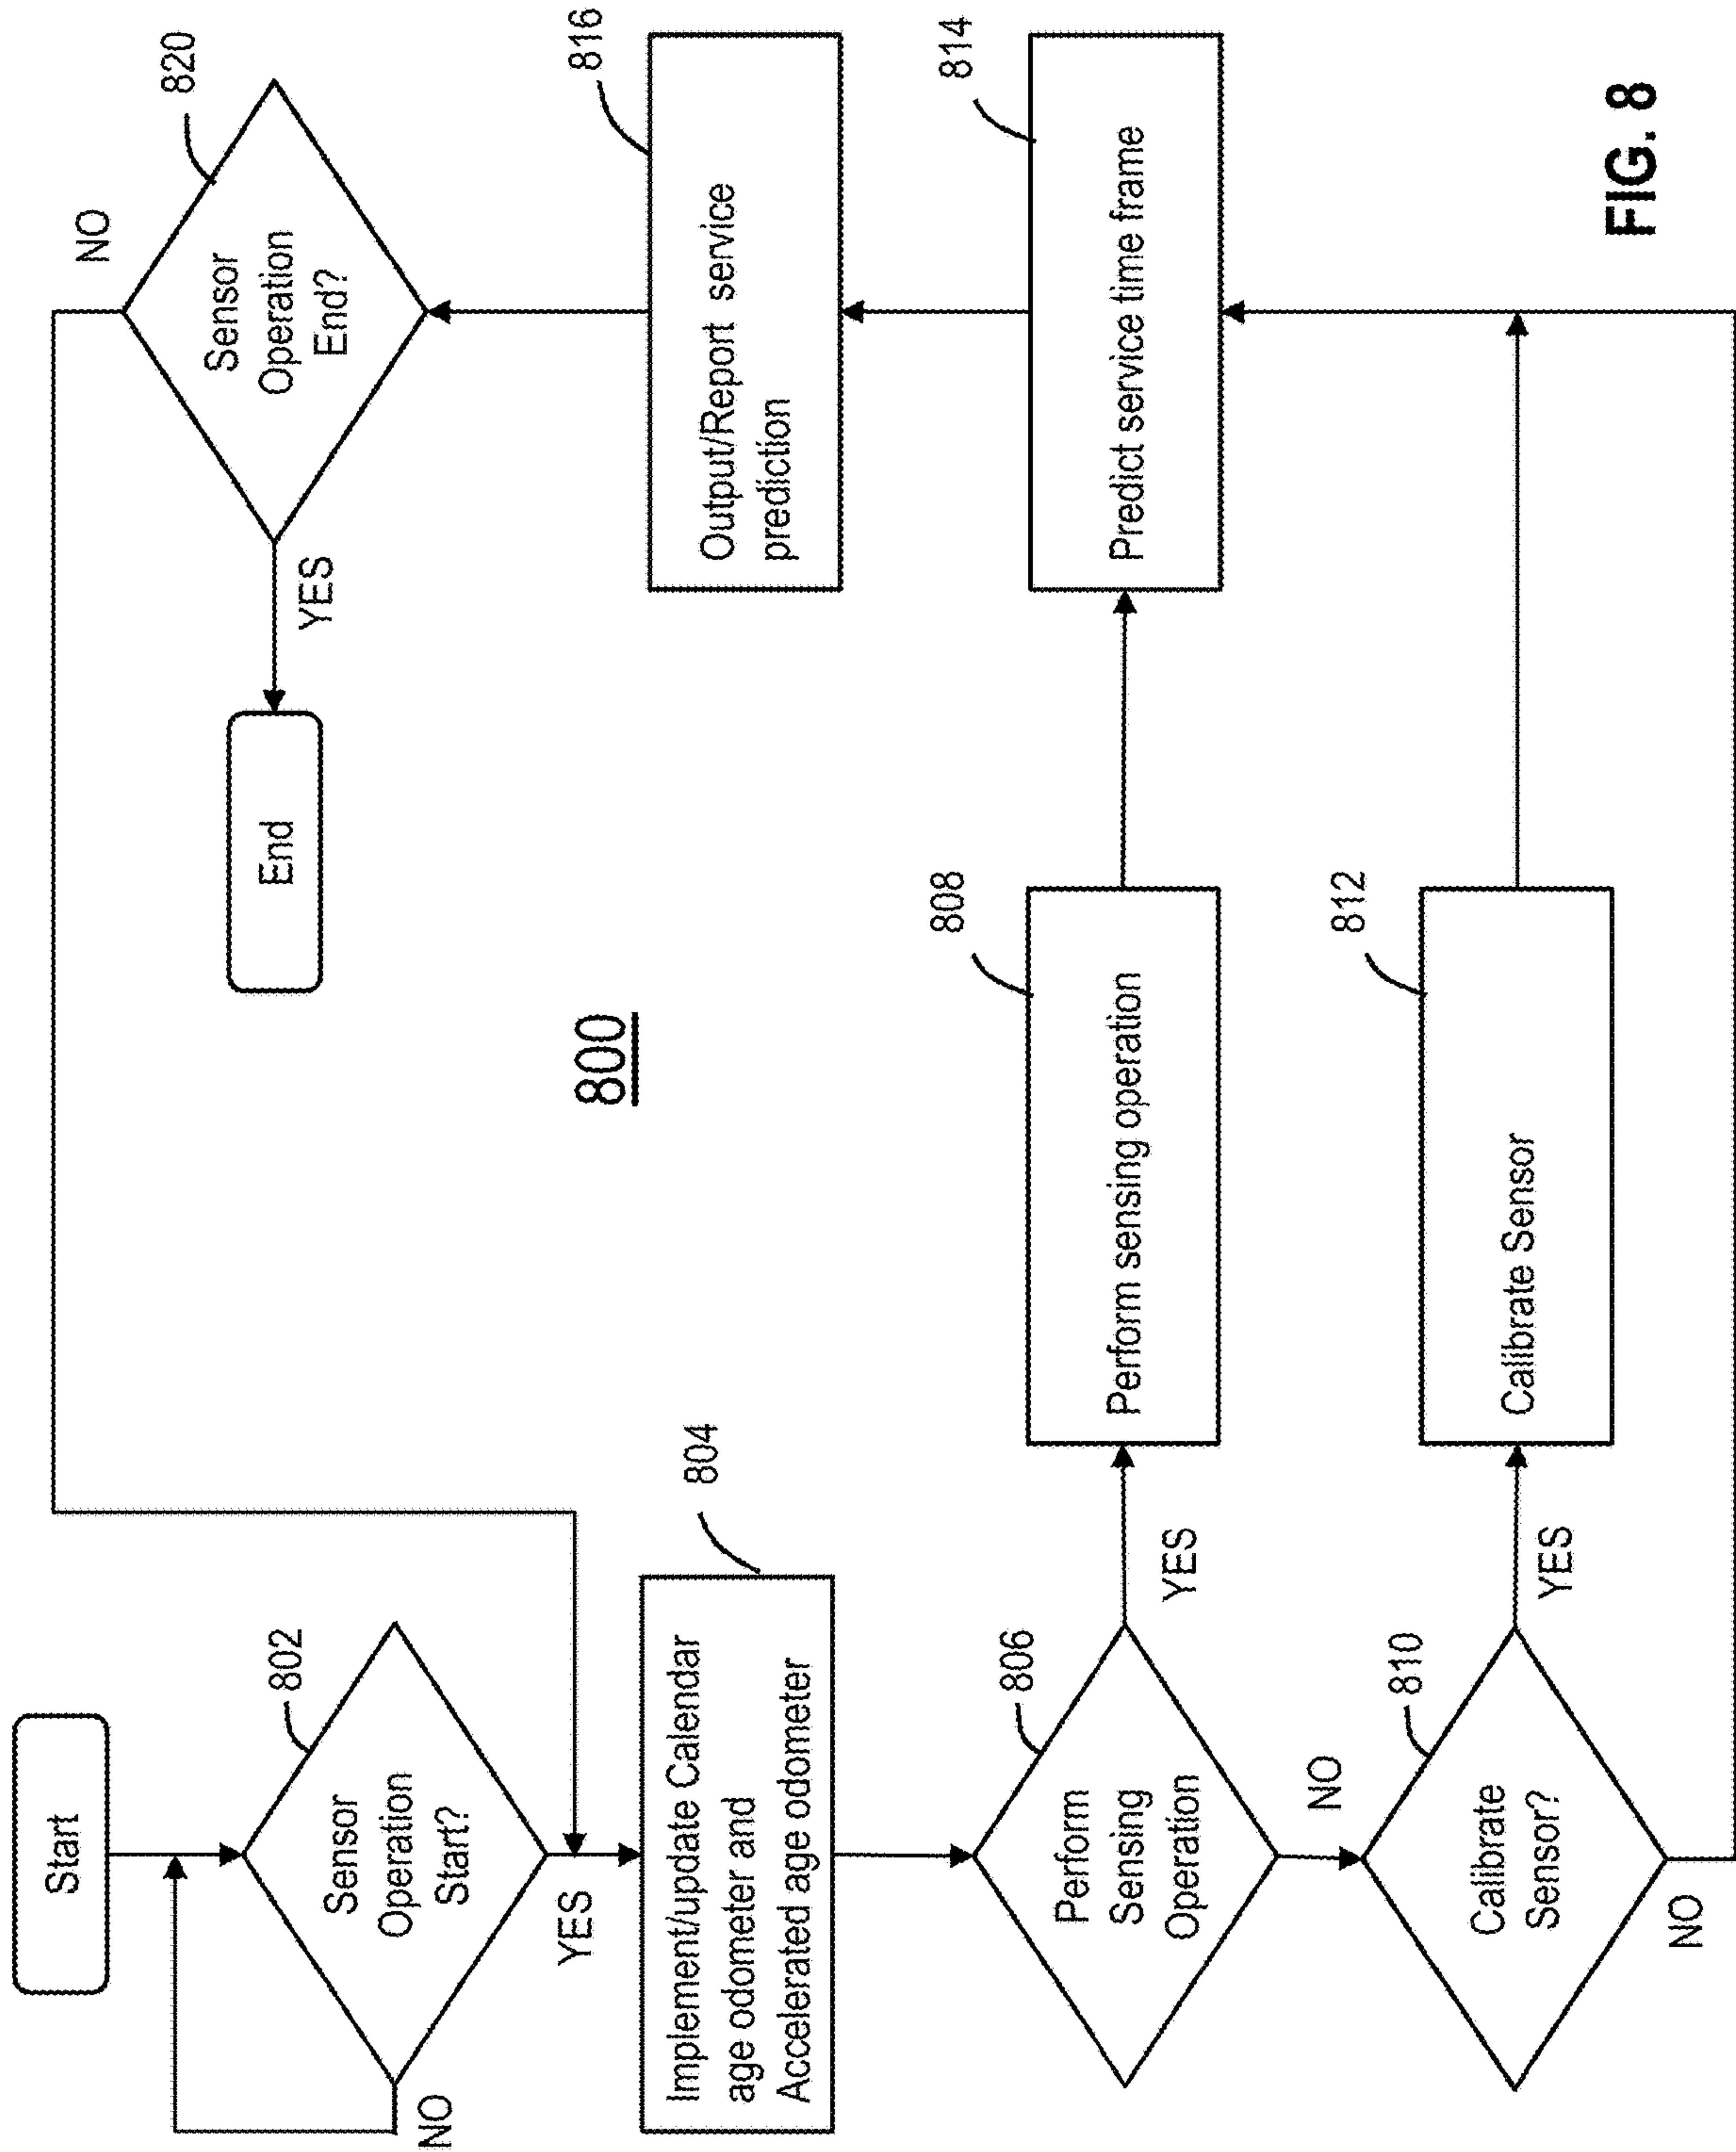 Start
802
Sensor
Operation
Start?
NO
YES
804
Implement/update Calendar
age odometer and
Accelerated age odometer
806
Perform
Sensing
Operation
YES
NO
808
Perform sensing operation
810
Calibrate
Sensor?
YES
NO
812
Calibrate Sensor
814
Predict service time frame
816
Output/Report service
prediction
820
Sensor
Operation
End?
NO
YES
End
800
FIG. 8